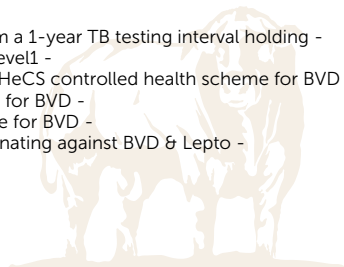 a 1-year TB testing interval holding -
evel1 -
HeCS controlled health scheme for BVD
for BVD -
e for BVD -
nating against BVD & Lepto -